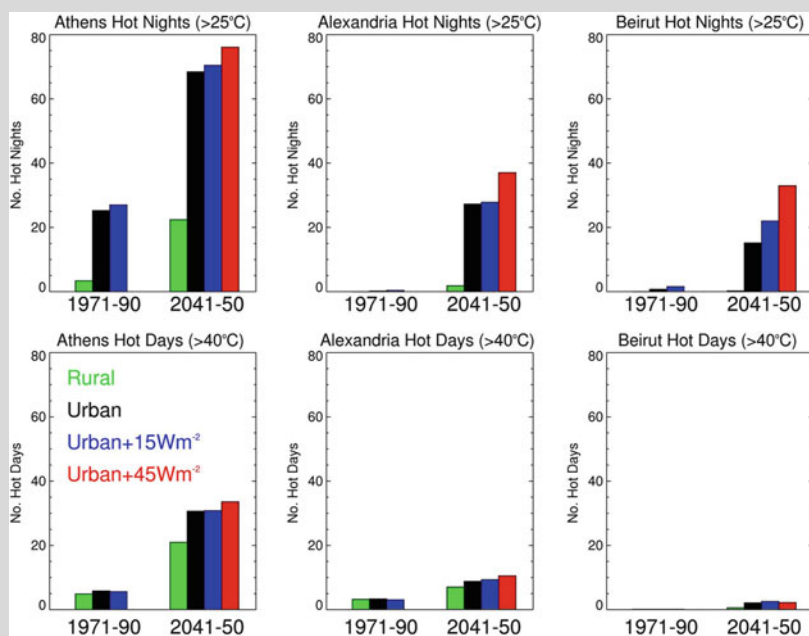 Athens Hot Nights (>25°C)
80
60
40
20
0
No. Hot Nights
1971-90 2041-50
Alexandria Hot Nights (>25°C)
80
60
40
20
0
No. Hot Nights
1971-90 2041-50
Beirut Hot Nights (>25°C)
80
60
40
20
0
No. Hot Nights
1971-90 2041-50
Athens Hot Days (>40°C)
80
60
40
20
0
No. Hot Days
Rural
Urban
Urban+15Wm⁻²
Urban+45Wm⁻²
1971-90 2041-50
Alexandria Hot Days (>40°C)
80
60
40
20
0
No. Hot Days
1971-90 2041-50
Beirut Hot Days (>40°C)
80
60
40
20
0
No. Hot Days
1971-90 2041-50